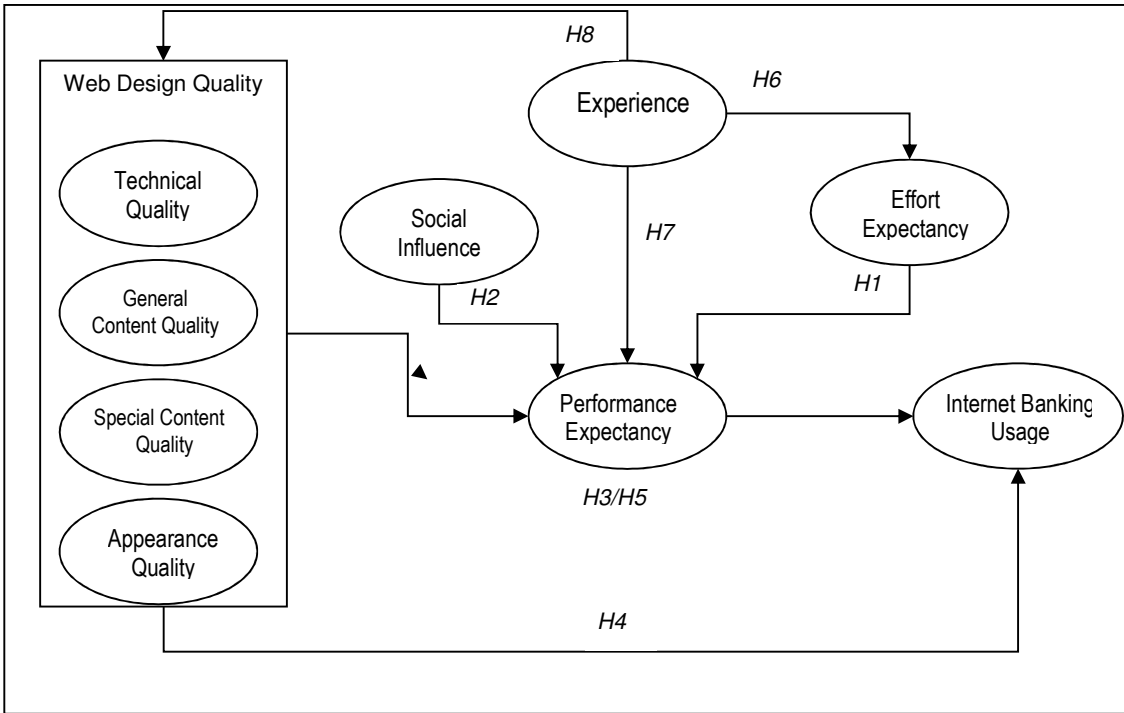 H8
Web Design Quality
Experience
H6
Technical
Quality
Social
Influence
Effort
Expectancy
H7
H2
H1
General
Content Quality
Special Content
Quality
Performance
Expectancy
Internet Banking
Usage
H3/H5
Appearance
Quality
H4